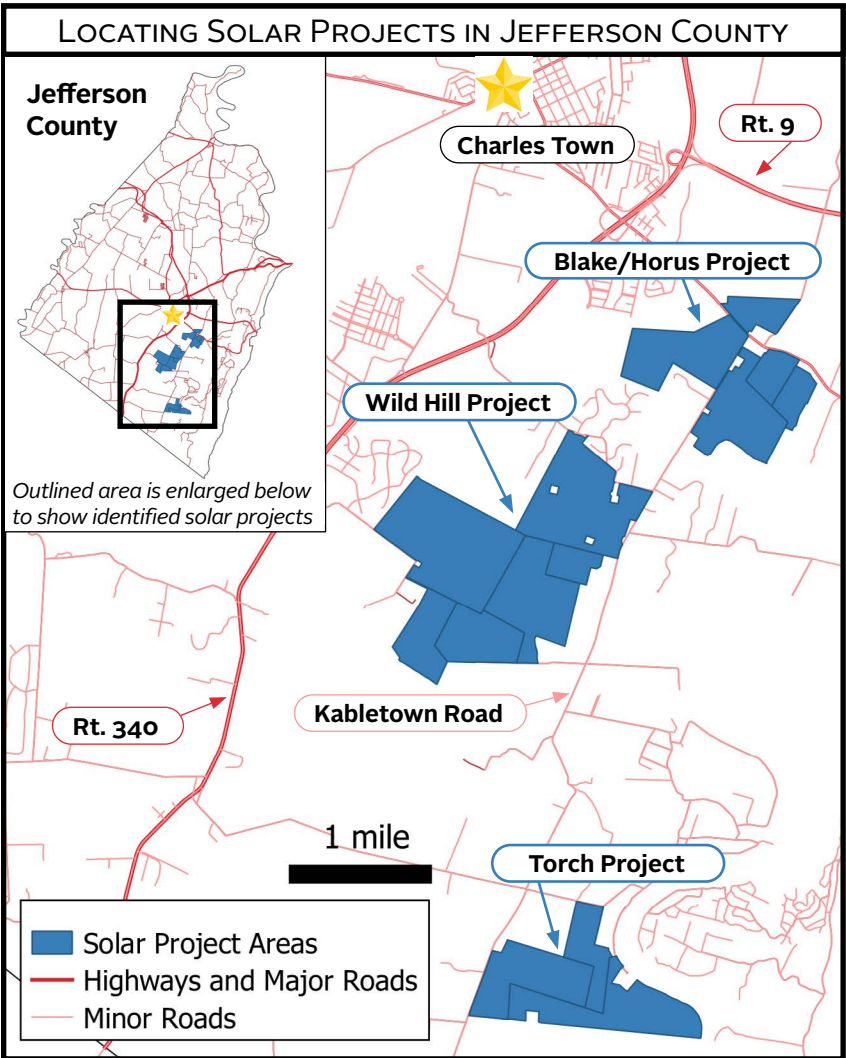 LOCATING SOLAR PROJECTS IN JEFFERSON COUNTY
Jefferson
County
Outlined area is enlarged below
to show identified solar projects
Charles Town
Rt. 9
Blake/Horus Project
Wild Hill Project
Rt. 340
Kabletown Road
1 mile
Torch Project
Solar Project Areas
Highways and Major Roads
Minor Roads